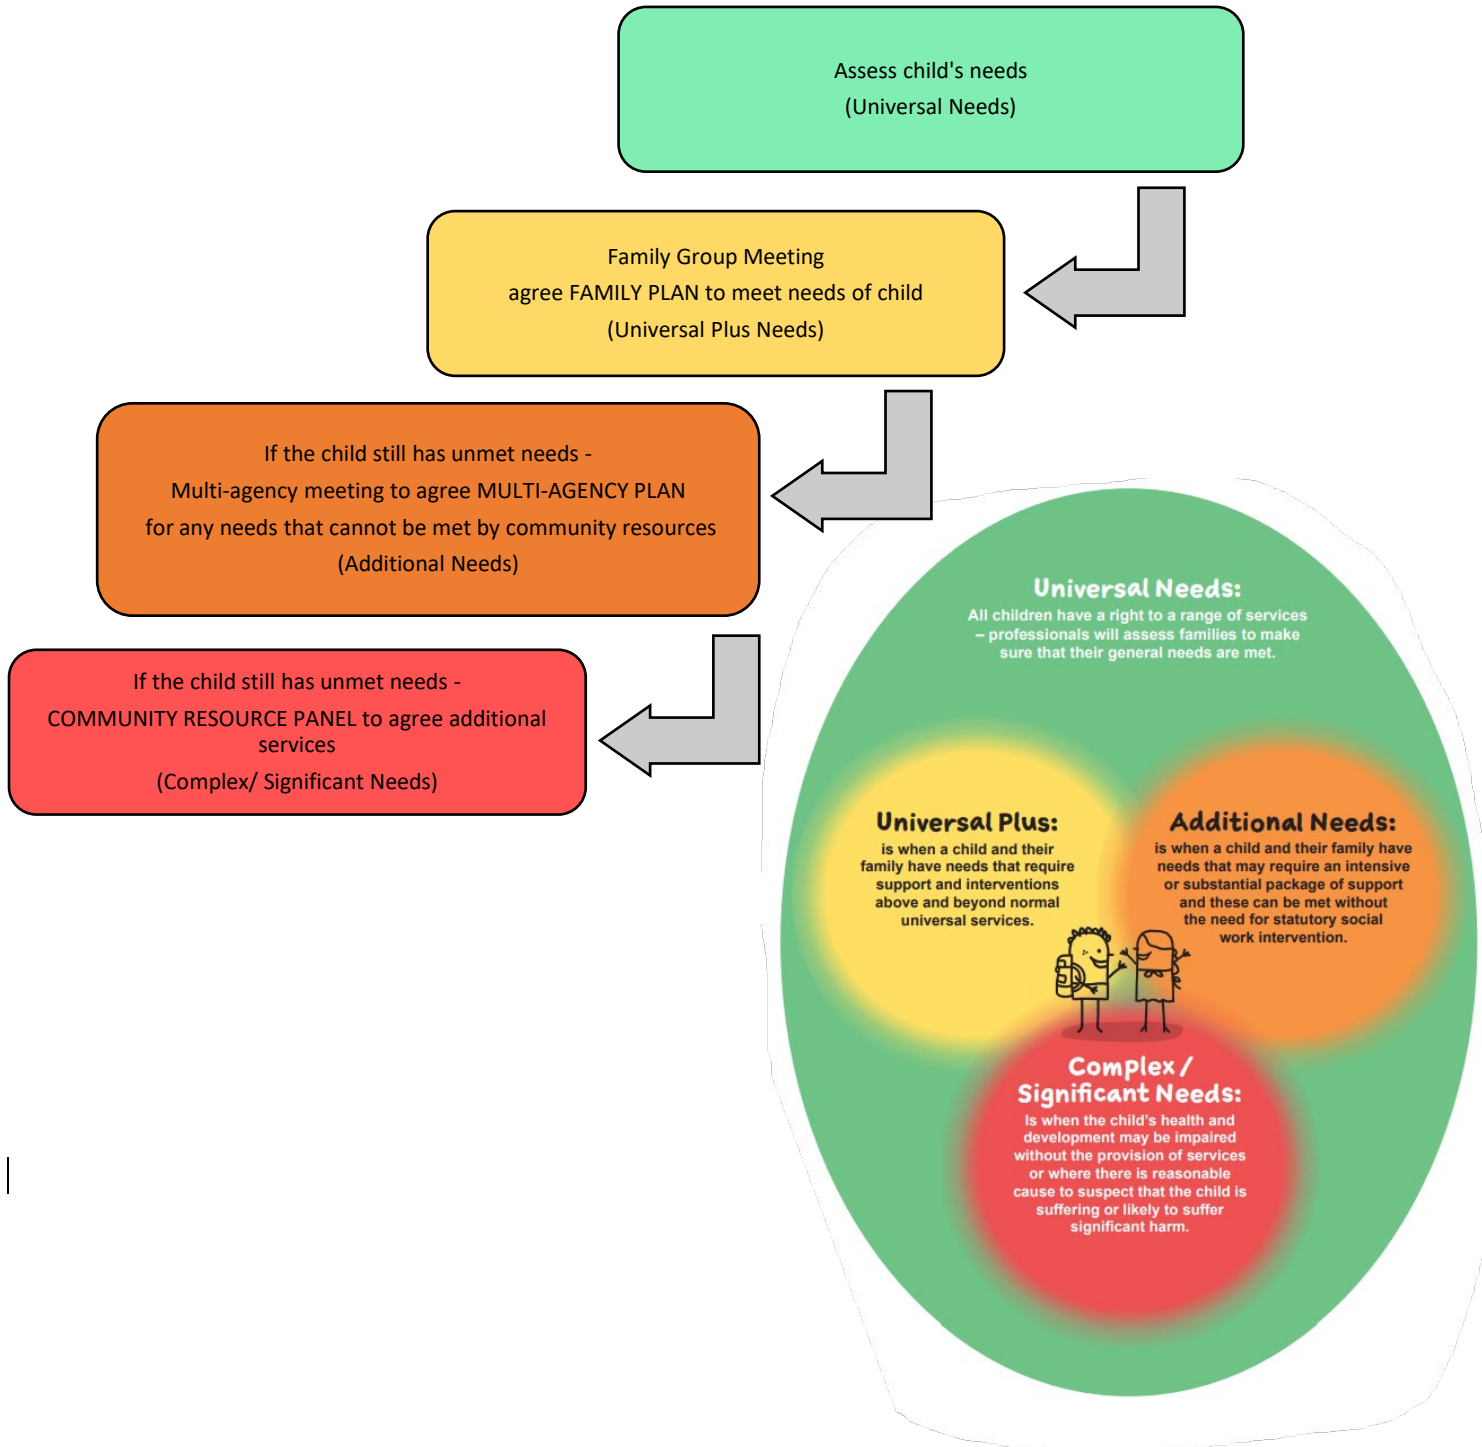 Assess child's needs
(Universal Needs)
Family Group Meeting
agree FAMILY PLAN to meet needs of child
(Universal Plus Needs)
If the child still has unmet needs -
Multi-agency meeting to agree MULTI-AGENCY PLAN
for any needs that cannot be met by community resources
(Additional Needs)
If the child still has unmet needs -
COMMUNITY RESOURCE PANEL to agree additional
services
(Complex/ Significant Needs)
Universal Needs:
All children have a right to a range of services
– professionals will assess families to make
sure that their general needs are met.
Universal Plus:
is when a child and their
family have needs that require
support and interventions
above and beyond normal
universal services.
Additional Needs:
is when a child and their family have
needs that may require an intensive
or substantial package of support
and these can be met without
the need for statutory social
work intervention.
Complex /
Significant Needs:
Is when the child's health and
development may be impaired
without the provision of services
or where there is reasonable
cause to suspect that the child is
suffering or likely to suffer
significant harm.